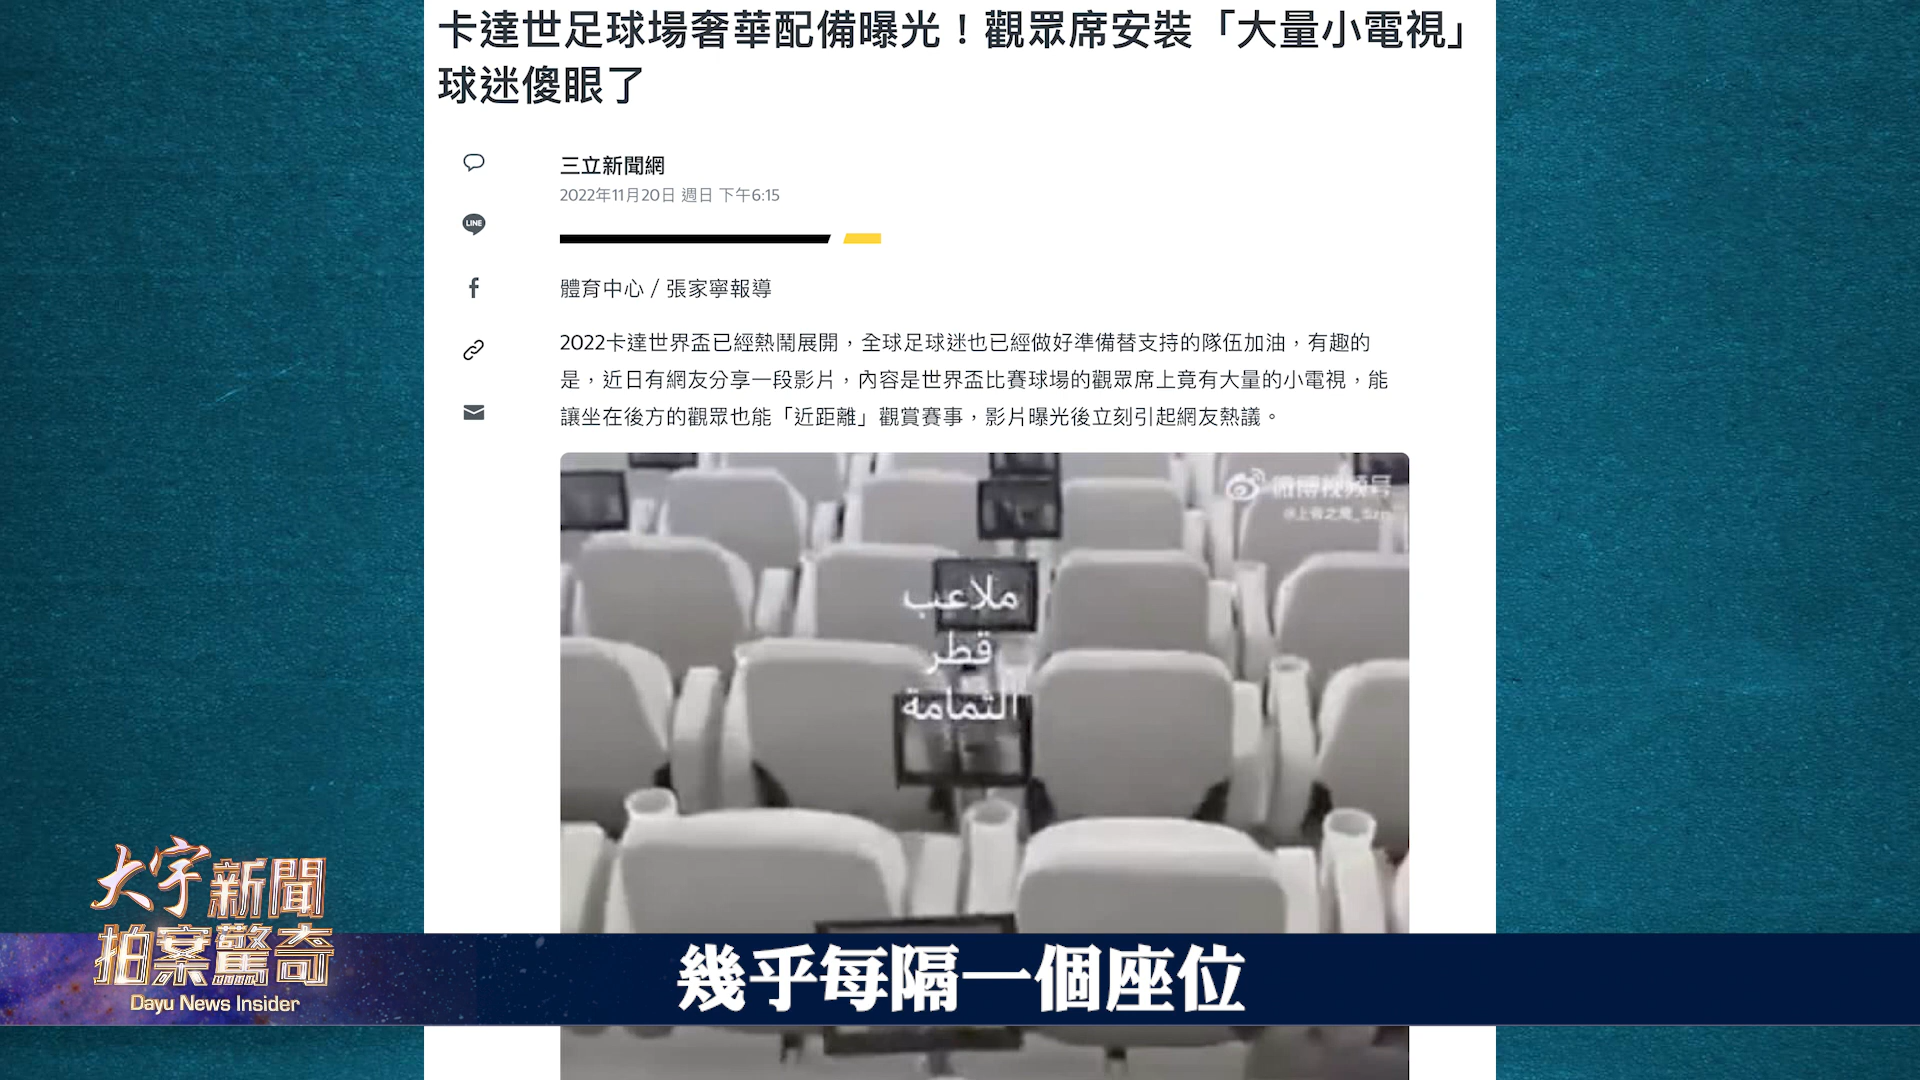 卡達世足球場奢華配備曝光！觀眾席安裝「大量小電視」
球迷傻眼了
三立新聞網
2022年11月20日 週日 下午6:15
LINE
體育中心 / 張家寧報導
2022卡達世界盃已經熱鬧展開，全球足球迷也已經做好準備替支持的隊伍加油，有趣的
是，近日有網友分享一段影片，內容是世界盃比賽球場的觀眾席上竟有大量的小電視，能
讓坐在後方的觀眾也能「近距離」觀賞賽事，影片曝光後立刻引起網友熱議。
微博视频号
ملاعب
قطر
الثمامة
大宇新聞
拍案驚奇
Dayu News Insider
幾乎每隔一個座位